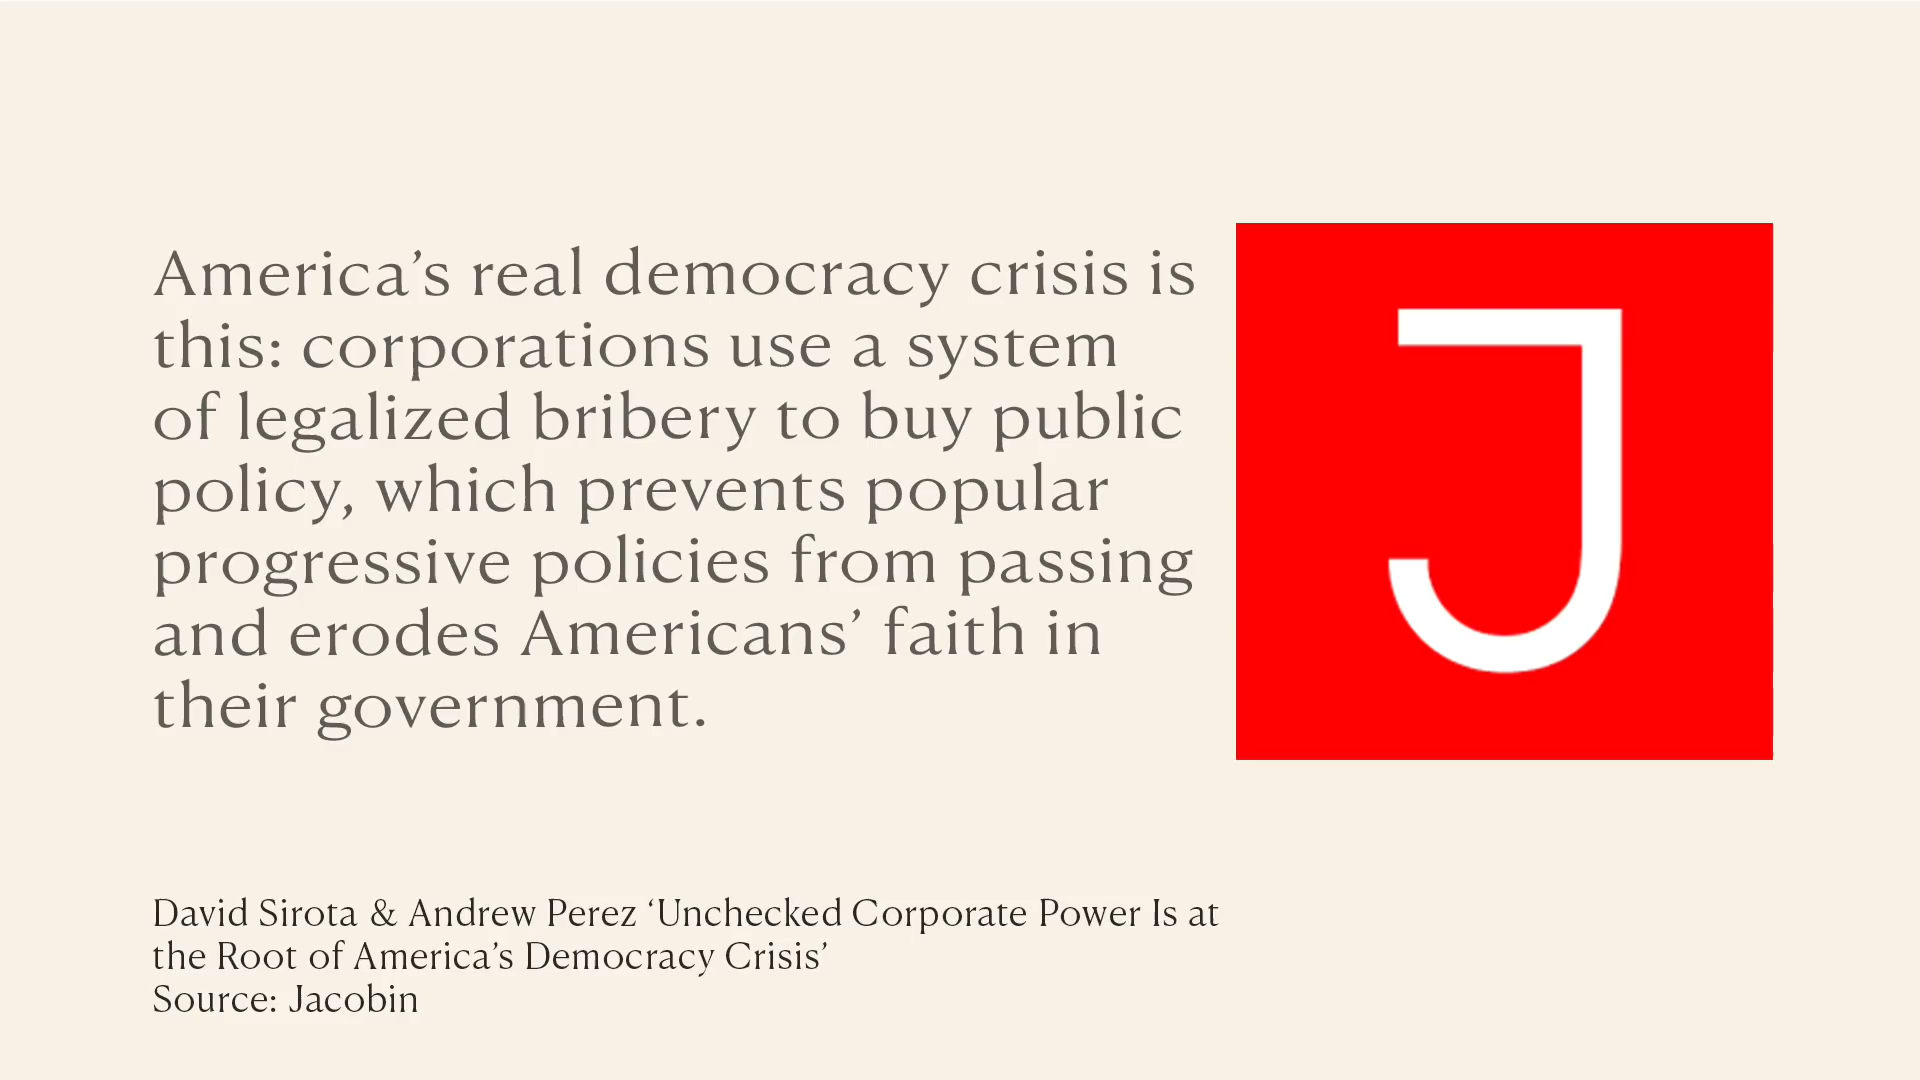 America’s real democracy crisis is
this: corporations use a system
of legalized bribery to buy public
policy, which prevents popular
progressive policies from passing
and erodes Americans’ faith in
their government.
J
David Sirota & Andrew Perez ‘Unchecked Corporate Power Is at
the Root of America’s Democracy Crisis’
Source: Jacobin